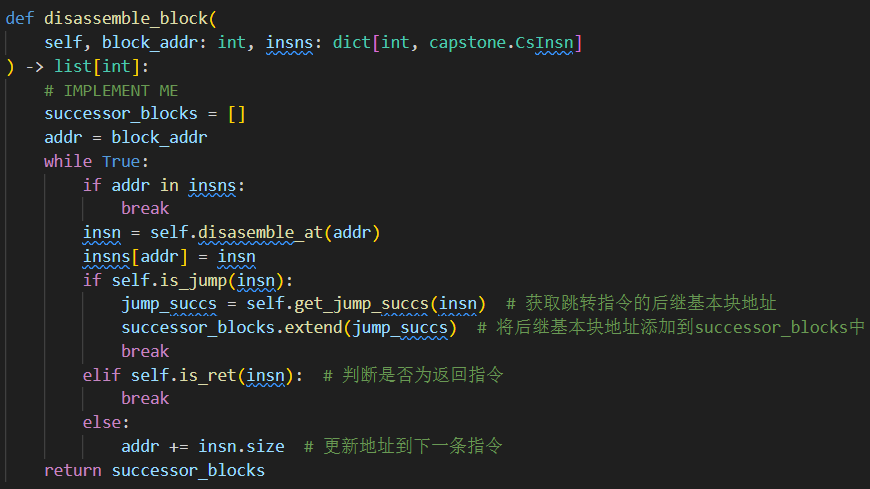 def disassemble_block(
    self, block_addr: int, insns: dict[int, capstone.CsInsn]
) -> list[int]:
    # IMPLEMENT ME
    successor_blocks = []
    addr = block_addr
    while True:
        if addr in insns:
            break
        insn = self.disasemble_at(addr)
        insns[addr] = insn
        if self.is_jump(insn):
            jump_succs = self.get_jump_succs(insn)  # 获取跳转指令的后继基本块地址
            successor_blocks.extend(jump_succs)  # 将后继基本块地址添加到successor_blocks中
            break
        elif self.is_ret(insn):  # 判断是否为返回指令
            break
        else:
            addr += insn.size  # 更新地址到下一条指令
    return successor_blocks